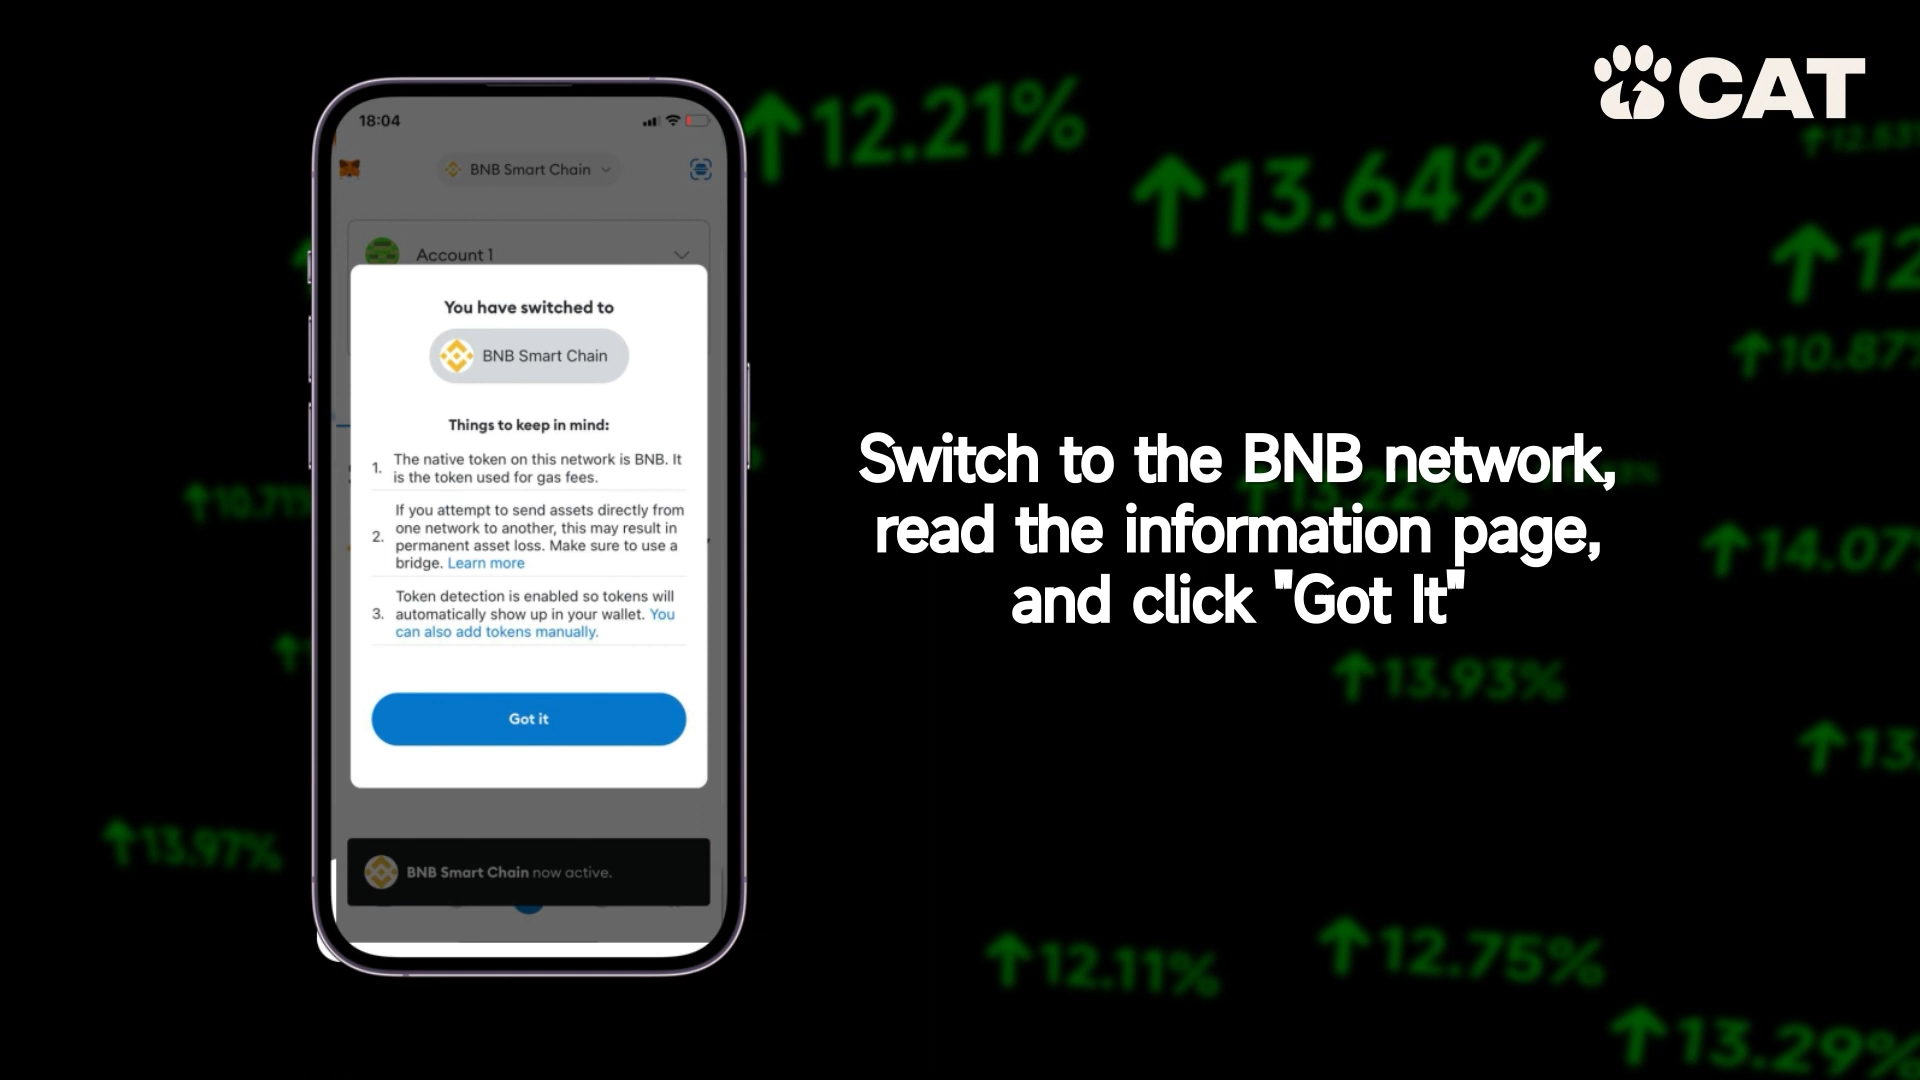 CAT
18:04
BNB Smart Chain
Account 1
You have switched to
BNB Smart Chain
Things to keep in mind:
1. The native token on this network is BNB. It
is the token used for gas fees.
2. If you attempt to send assets directly from
one network to another, this may result in
permanent asset loss. Make sure to use a
bridge. Learn more
3. Token detection is enabled so tokens will
automatically show up in your wallet. You
can also add tokens manually.
Got it
BNB Smart Chain now active.
Switch to the BNB network,
read the information page,
and click "Got It"
12.21%
13.64%
10.87%
13.22%
14.07%
13.93%
13.97%
12.11%
12.75%
13.29%